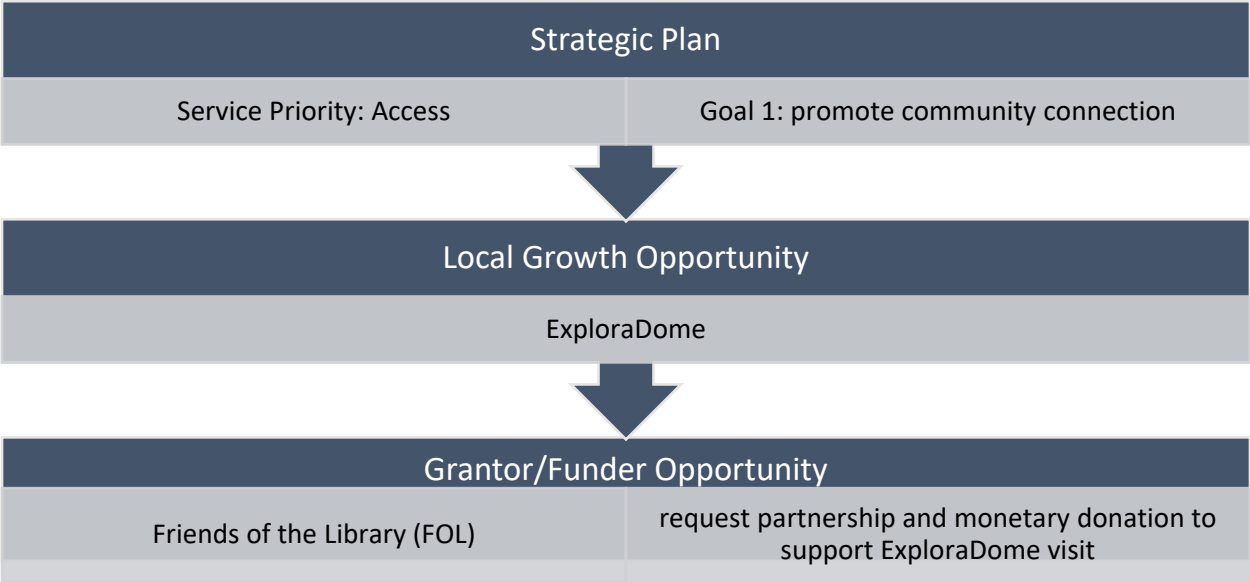 Strategic Plan
Service Priority: Access
Goal 1: promote community connection
Local Growth Opportunity
ExploraDome
Grantor/Funder Opportunity
Friends of the Library (FOL)
request partnership and monetary donation to
support ExploraDome visit